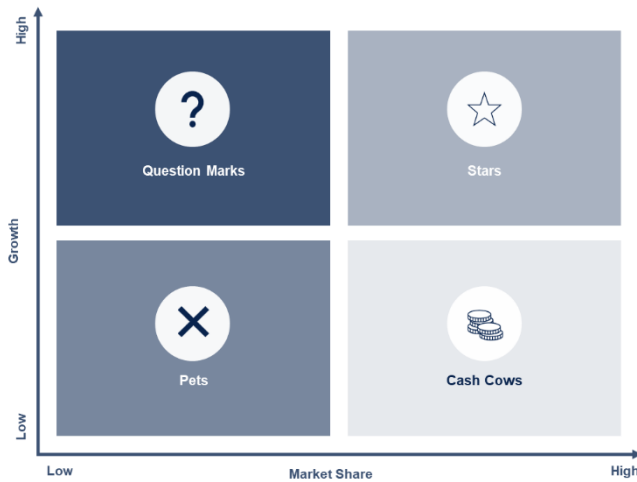 High
Question Marks
Stars
Growth
Pets
Cash Cows
Low
Low
Market Share
High